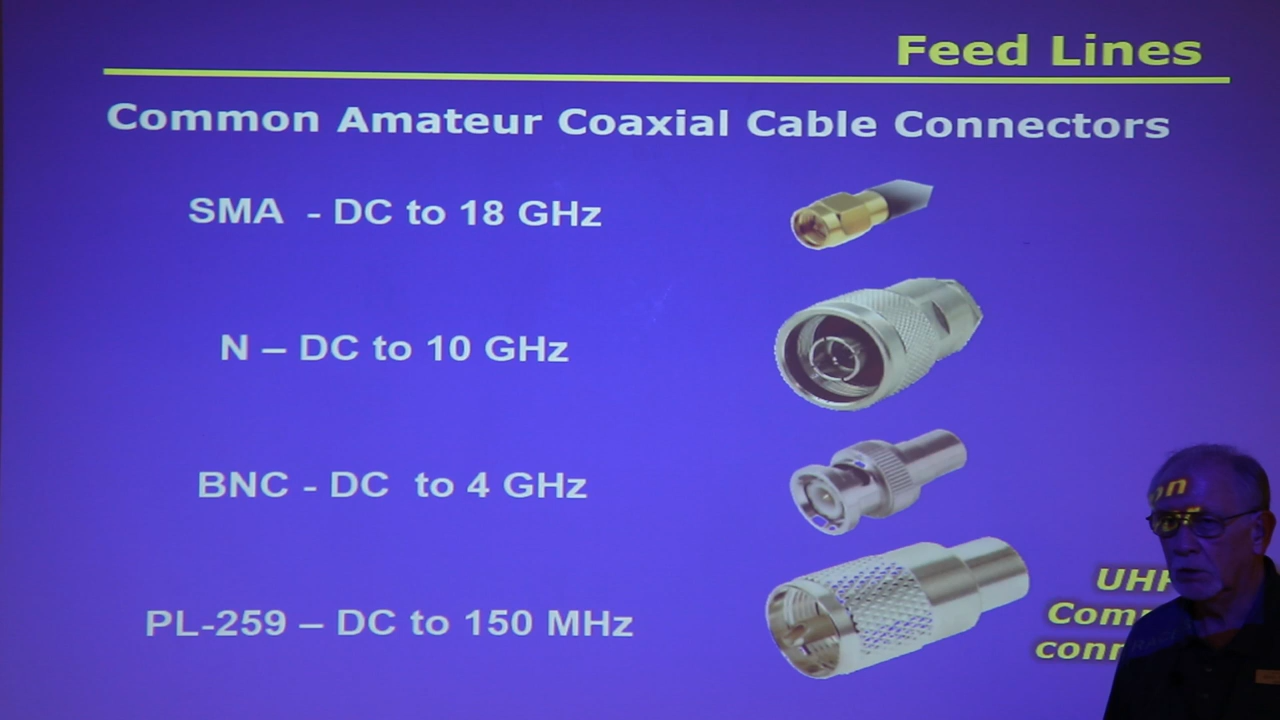 Feed Lines
Common Amateur Coaxial Cable Connectors
SMA - DC to 18 GHz
N – DC to 10 GHz
BNC - DC to 4 GHz
PL-259 – DC to 150 MHz